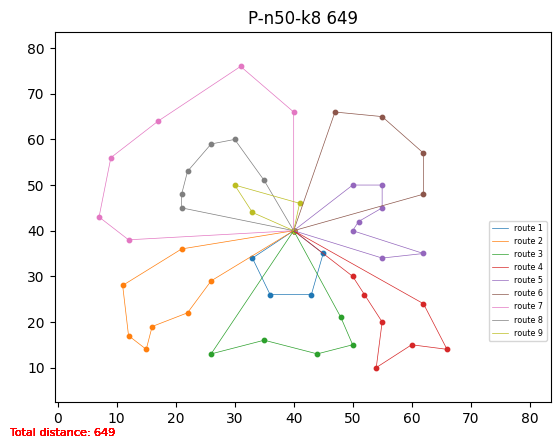 P-n50-k8 649
80
70
60
50
40
30
20
10
0 10 20 30 40 50 60 70 80
route 1
route 2
route 3
route 4
route 5
route 6
route 7
route 8
route 9
Total distance: 649